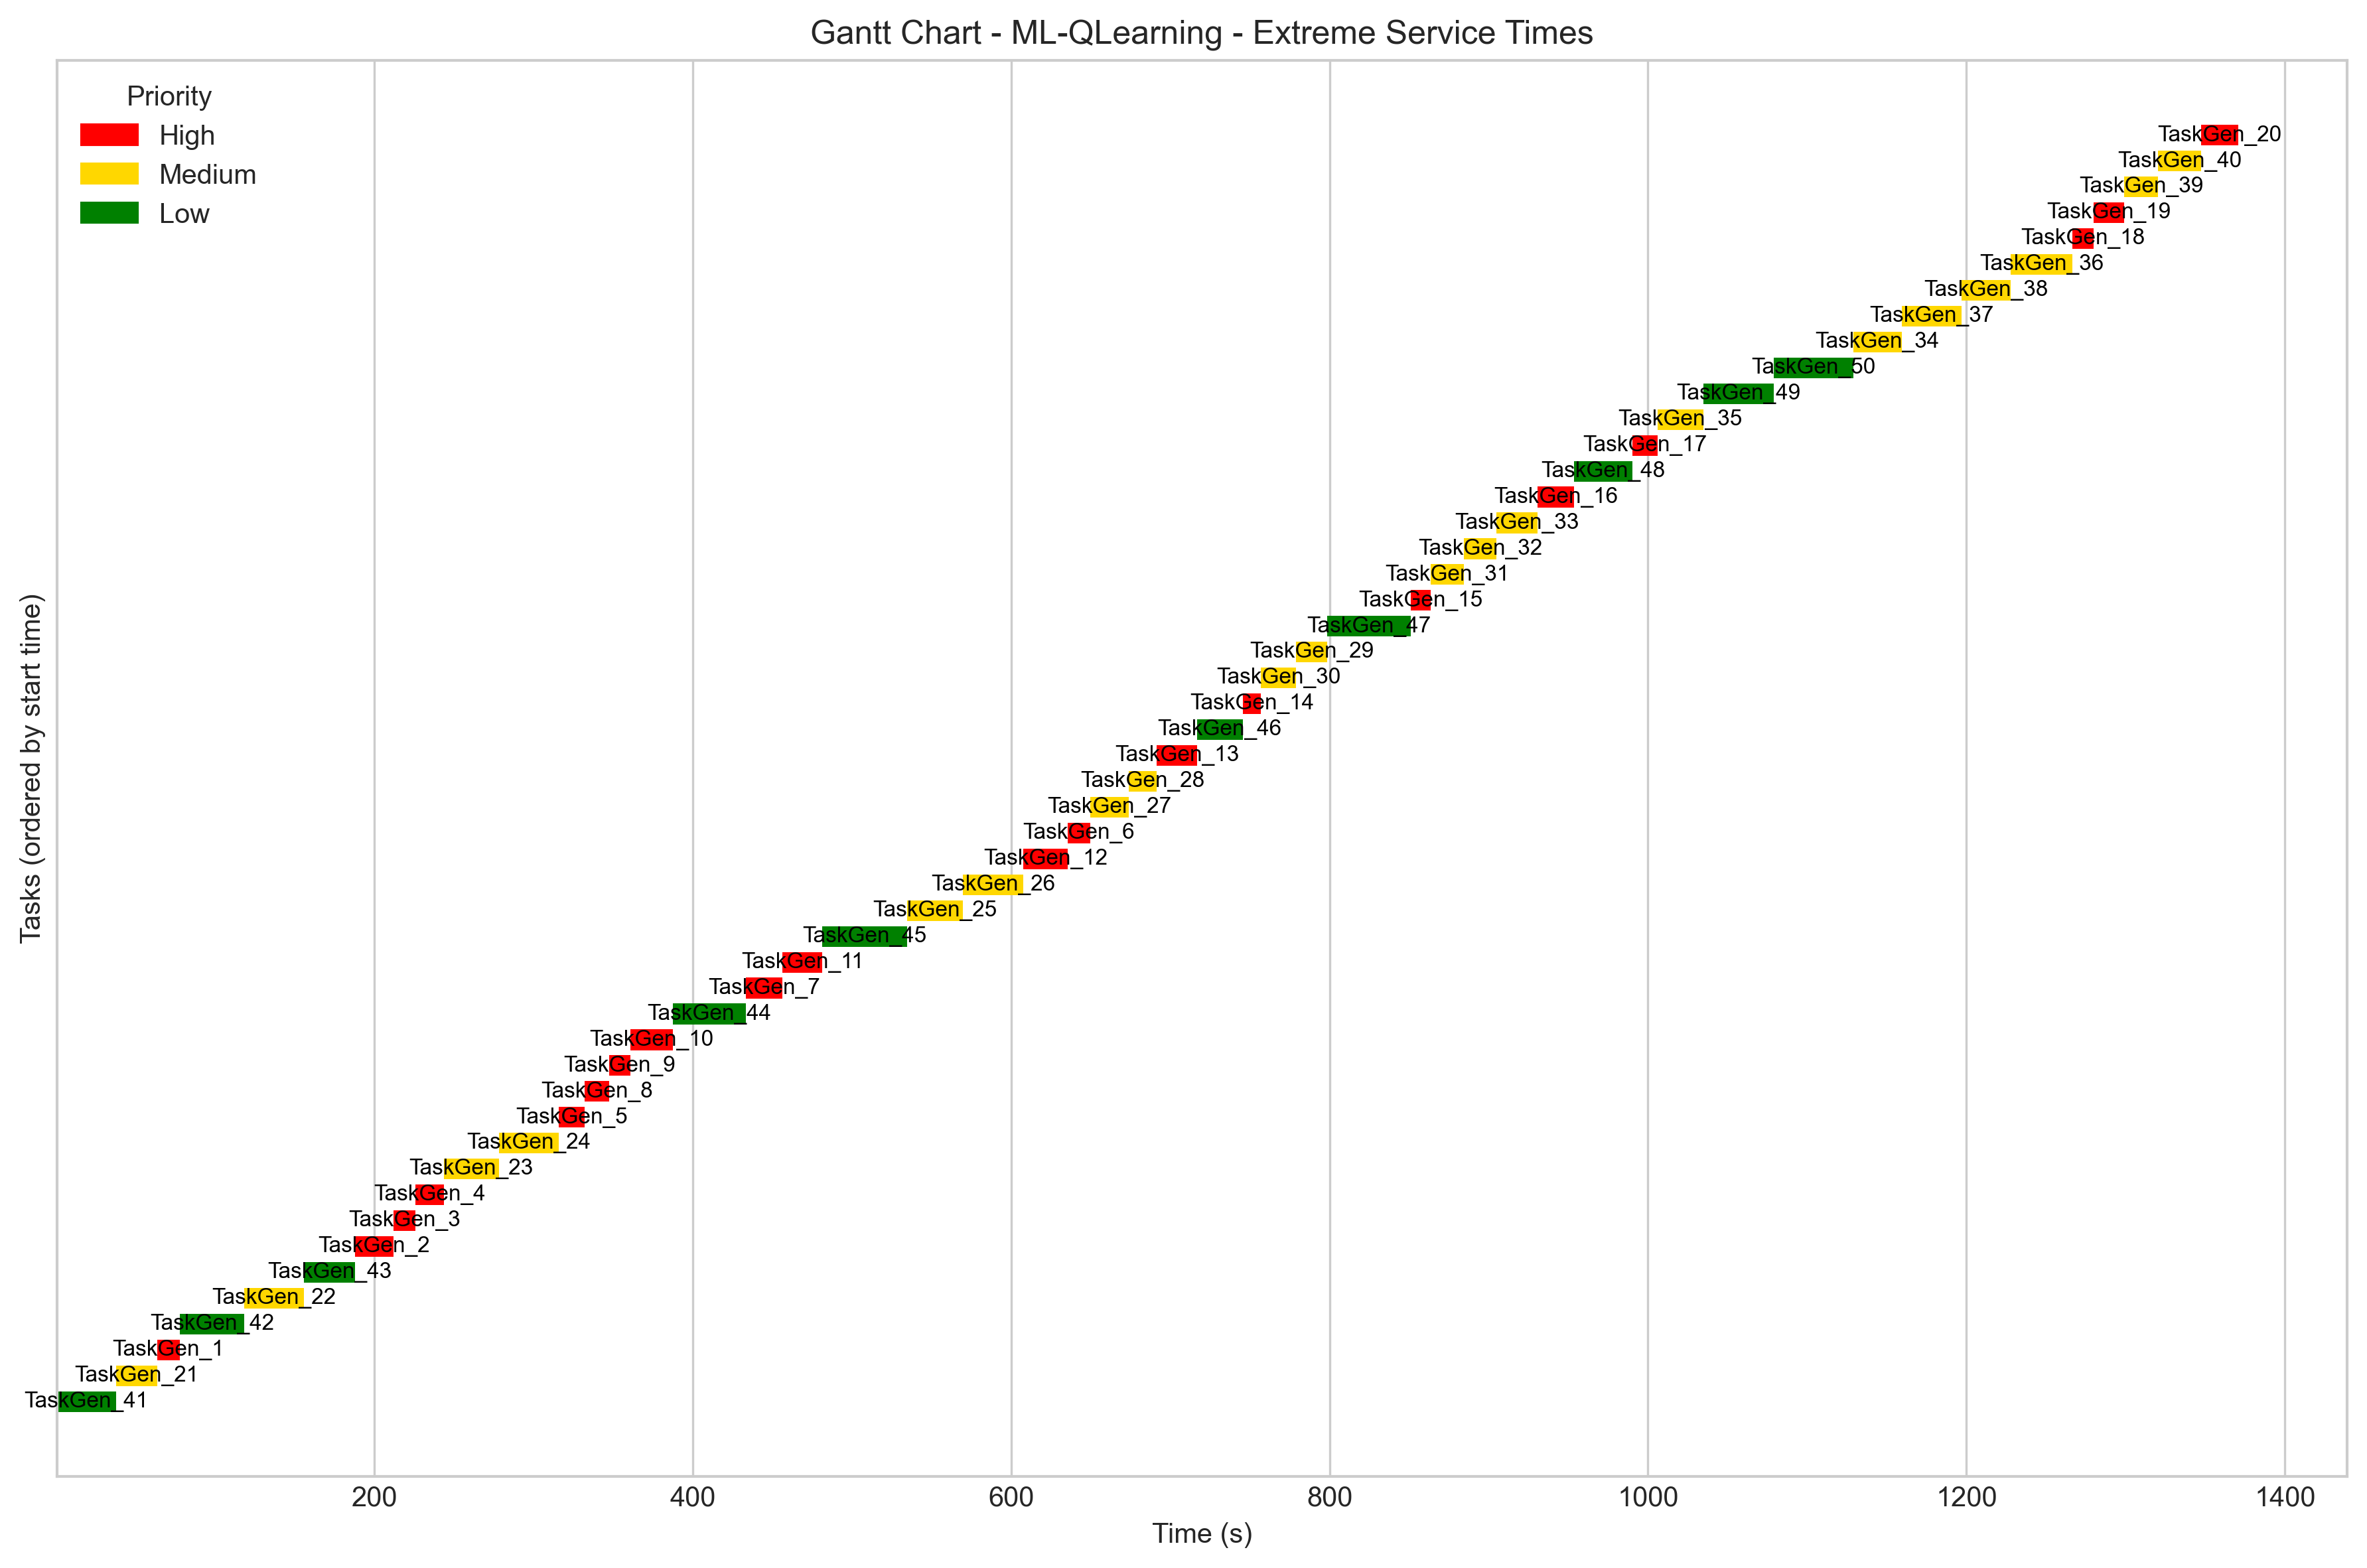 Gantt Chart - ML-QLearning - Extreme Service Times
Priority
High
Medium
Low
TaskGen_20
TaskGen_40
TaskGen_39
TaskGen_19
TaskGen_18
TaskGen_36
TaskGen_38
TaskGen_37
TaskGen_34
TaskGen_50
TaskGen_49
TaskGen_35
TaskGen_17
TaskGen_48
TaskGen_16
TaskGen_33
TaskGen_32
TaskGen_31
TaskGen_15
TaskGen_47
TaskGen_29
TaskGen_30
TaskGen_14
TaskGen_46
TaskGen_13
TaskGen_28
TaskGen_27
TaskGen_6
TaskGen_12
TaskGen_26
TaskGen_25
TaskGen_45
TaskGen_11
TaskGen_7
TaskGen_44
TaskGen_10
TaskGen_9
TaskGen_8
TaskGen_5
TaskGen_24
TaskGen_23
TaskGen_4
TaskGen_3
TaskGen_2
TaskGen_43
TaskGen_22
TaskGen_42
TaskGen_1
TaskGen_21
TaskGen_41
Tasks (ordered by start time)
200 400 600 800 1000 1200 1400
Time (s)